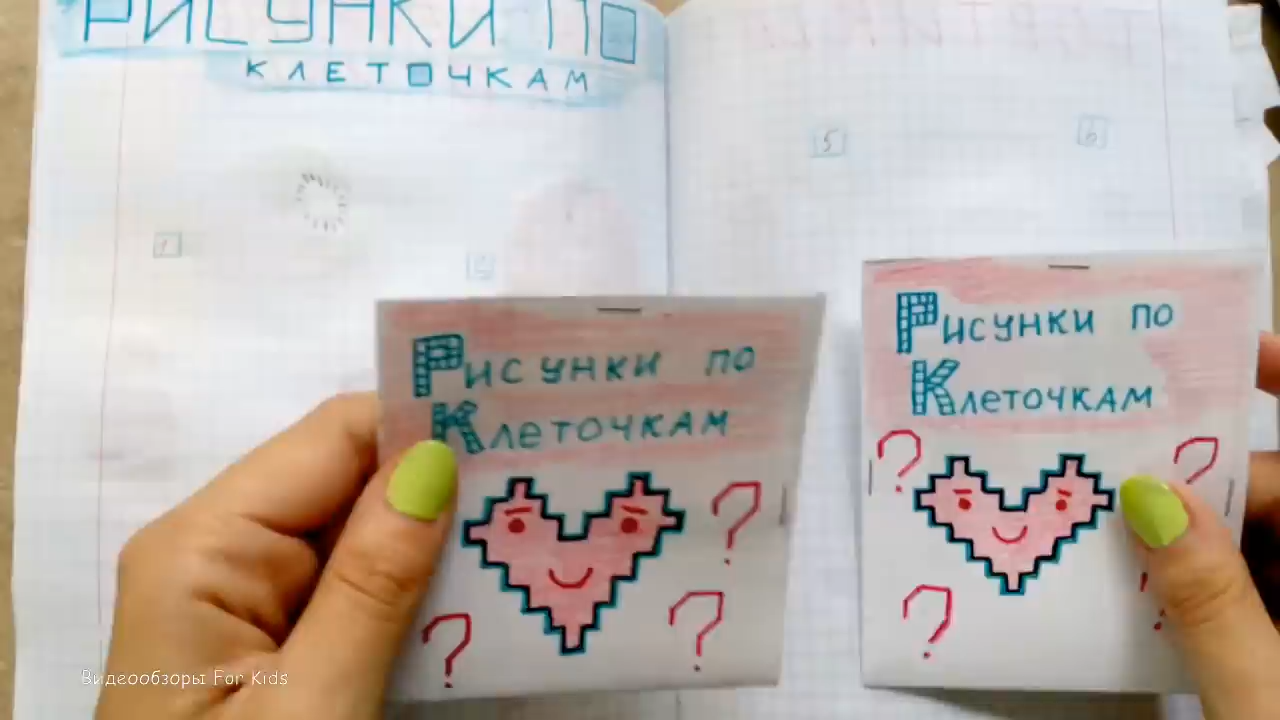 РИСУНКИ ПО
КЛЕТОЧКАМ
1
5
6
Рисунки по
Клеточкам
? ? ?
Рисунки по
Клеточкам
? ? ? ?
Видеообзоры For Kids